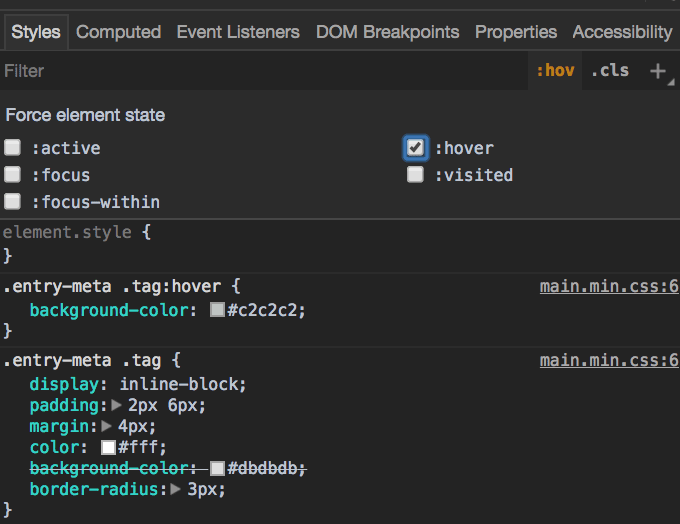 Styles Computed Event Listeners DOM Breakpoints Properties Accessibility
Filter :hov .cls +
Force element state
:active :hover
:focus :visited
:focus-within
element.style {
}
.entry-meta .tag:hover { main.min.css:6
background-color: #c2c2c2;
}
.entry-meta .tag { main.min.css:6
display: inline-block;
padding: 2px 6px;
margin: 4px;
color: #fff;
background-color: #dbdbdb;
border-radius: 3px;
}